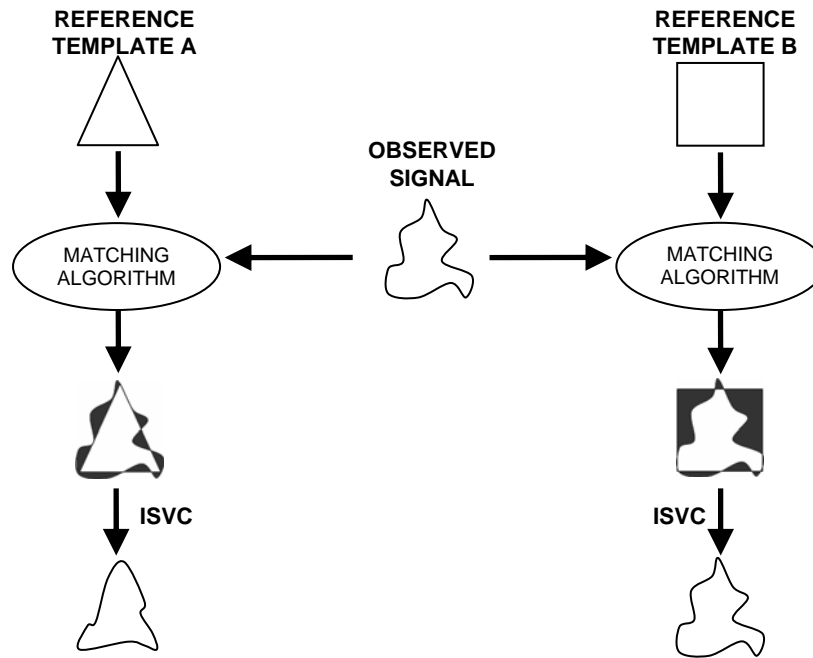 REFERENCE
TEMPLATE A
REFERENCE
TEMPLATE B
OBSERVED
SIGNAL
MATCHING
ALGORITHM
MATCHING
ALGORITHM
ISVC
ISVC